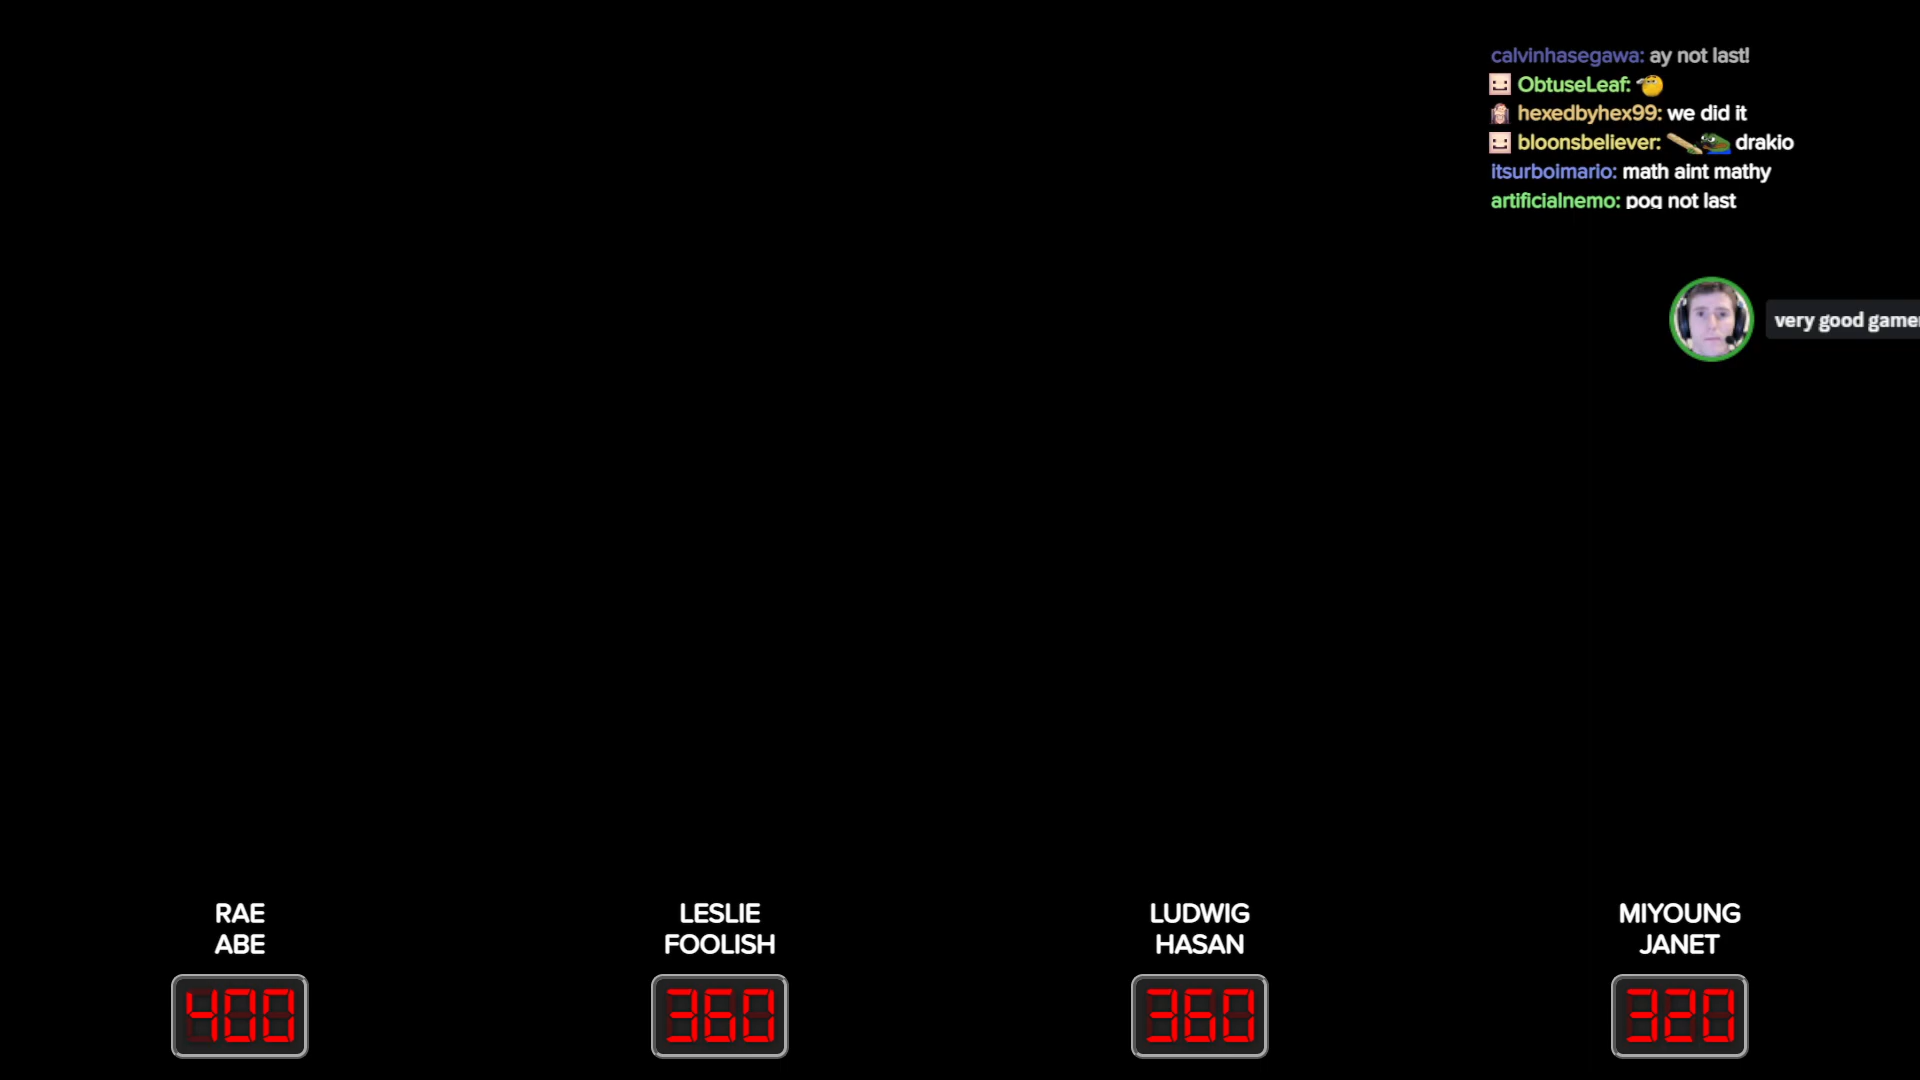 calvinhasegawa: ay not last!
ObtuseLeaf:
hexedbyhex99: we did it
bloonsbeliever: drakio
itsurboimario: math aint mathy
artificialnemo: pog not last
very good gamer
RAE
ABE
400
LESLIE
FOOLISH
360
LUDWIG
HASAN
360
MIYOUNG
JANET
320